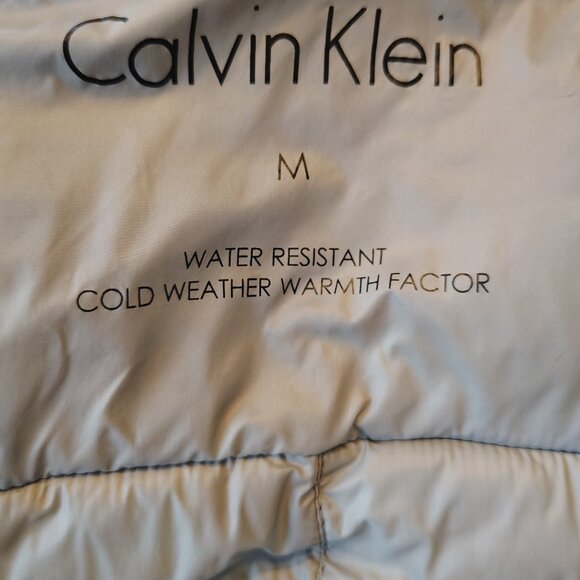 Calvin Klein
M
WATER RESISTANT
COLD WEATHER WARMTH FACTOR